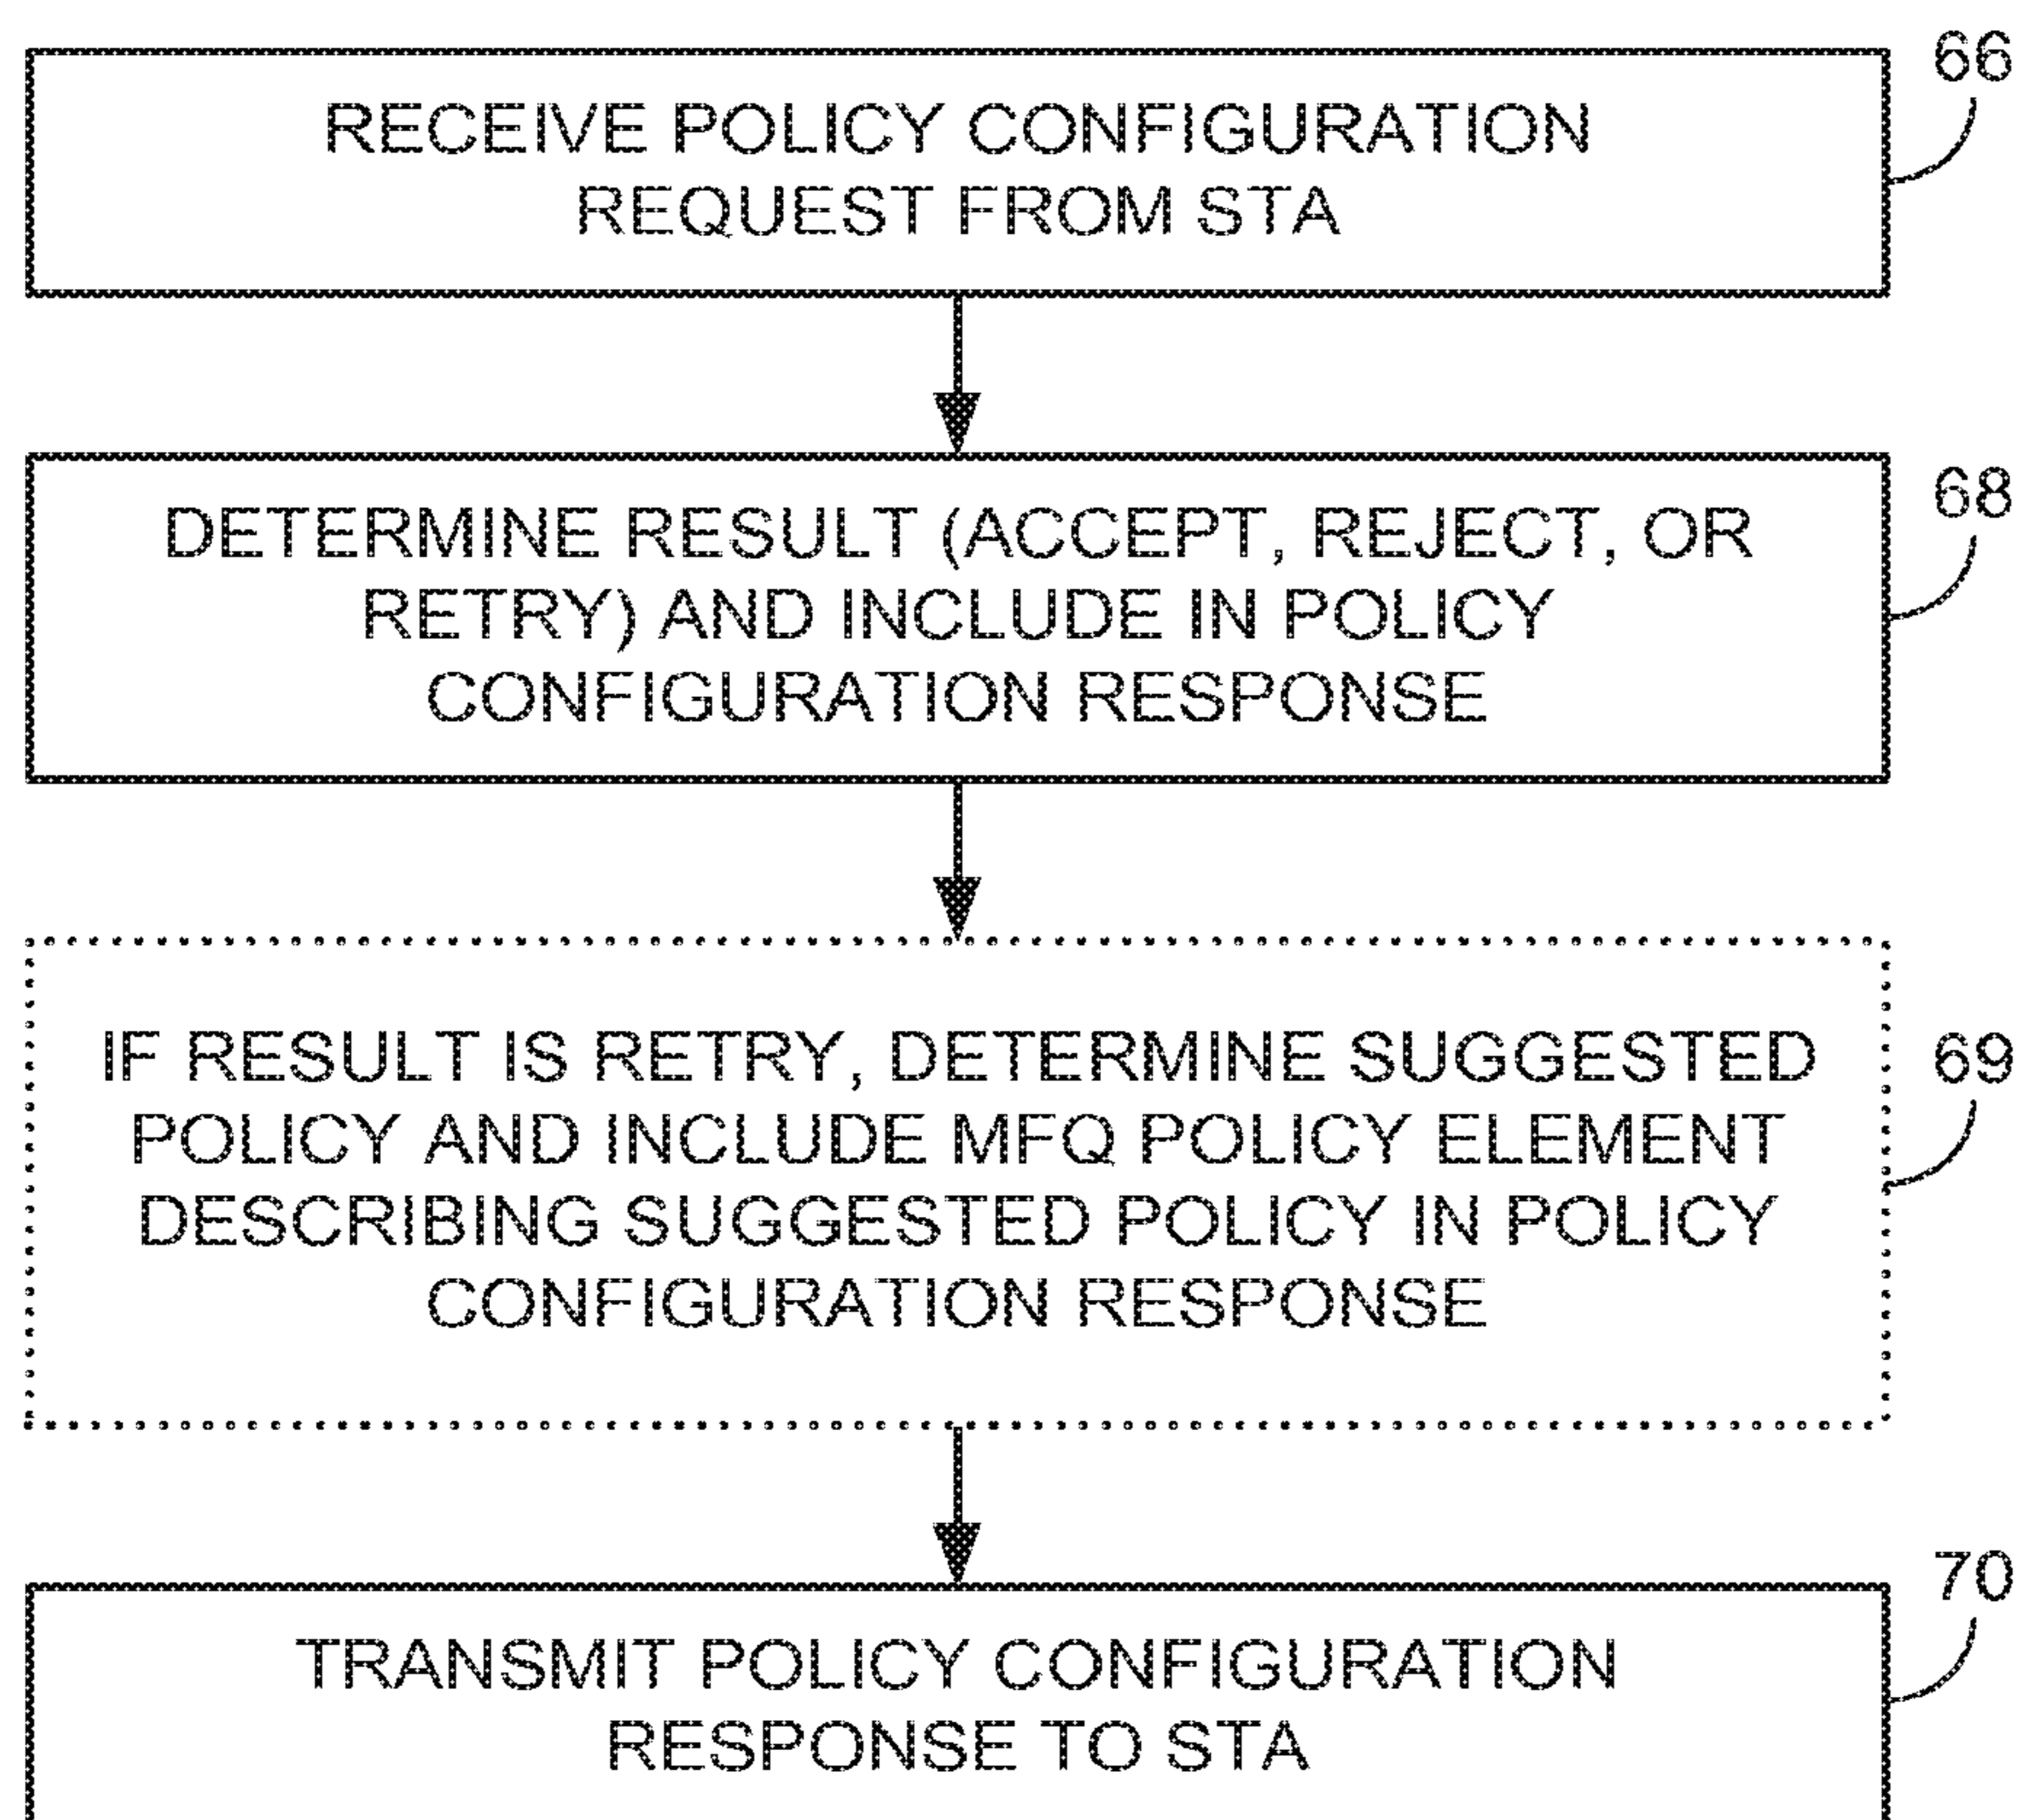 66
RECEIVE POLICY CONFIGURATION
REQUEST FROM STA
68
DETERMINE RESULT (ACCEPT, REJECT, OR
RETRY) AND INCLUDE IN POLICY
CONFIGURATION RESPONSE
69
IF RESULT IS RETRY, DETERMINE SUGGESTED
POLICY AND INCLUDE MFQ POLICY ELEMENT
DESCRIBING SUGGESTED POLICY IN POLICY
CONFIGURATION RESPONSE
70
TRANSMIT POLICY CONFIGURATION
RESPONSE TO STA